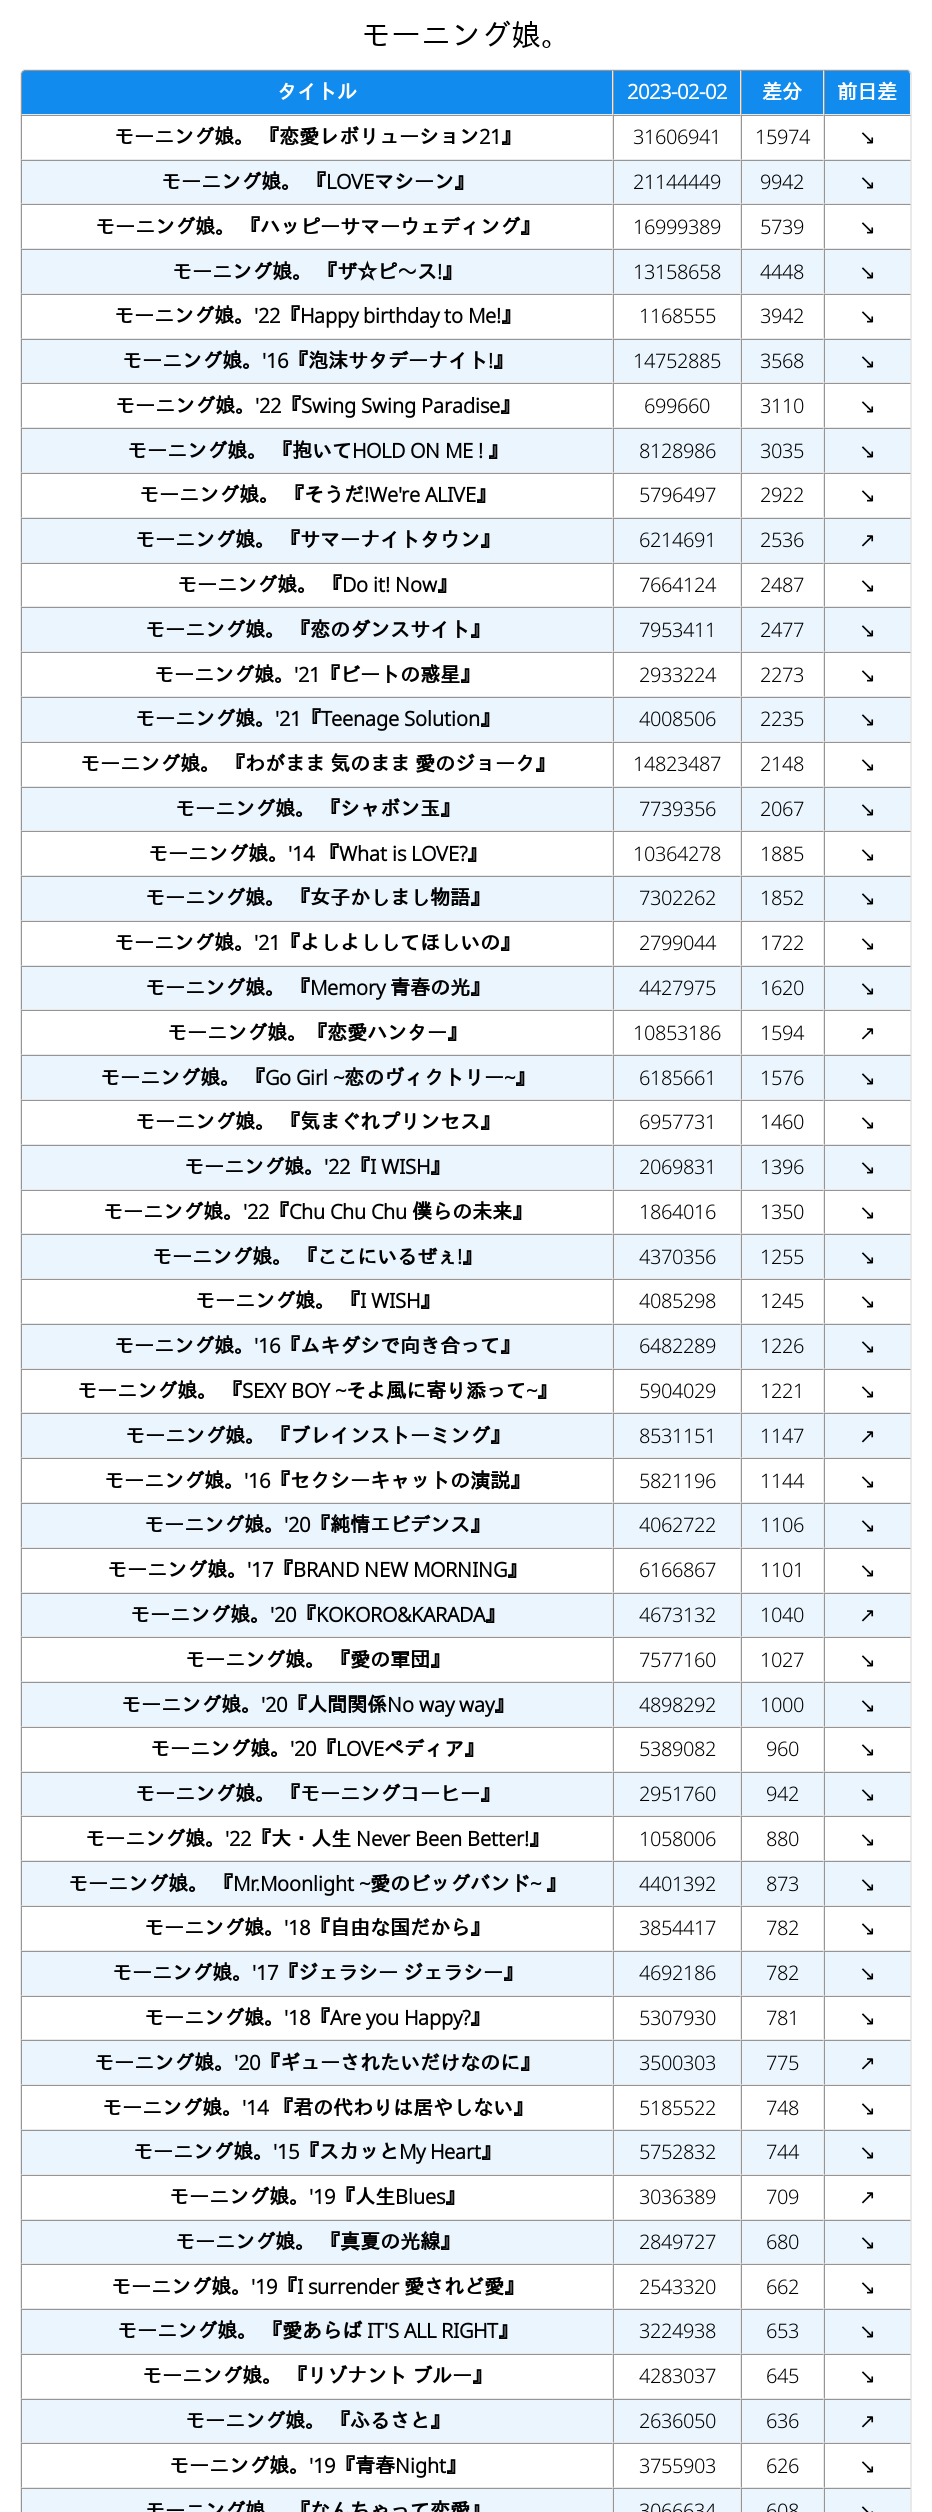 モーニング娘。
タイトル 2023-02-02 差分 前日差
モーニング娘。 『恋愛レボリューション21』 31606941 15974 ↘
モーニング娘。 『LOVEマシーン』 21144449 9942 ↘
モーニング娘。 『ハッピーサマーウェディング』 16999389 5739 ↘
モーニング娘。 『ザ☆ピ〜ス!』 13158658 4448 ↘
モーニング娘。'22『Happy birthday to Me!』 1168555 3942 ↘
モーニング娘。'16『泡沫サタデーナイト!』 14752885 3568 ↘
モーニング娘。'22『Swing Swing Paradise』 699660 3110 ↘
モーニング娘。 『抱いてHOLD ON ME ! 』 8128986 3035 ↘
モーニング娘。 『そうだ!We're ALIVE』 5796497 2922 ↘
モーニング娘。 『サマーナイトタウン』 6214691 2536 ↗
モーニング娘。 『Do it! Now』 7664124 2487 ↘
モーニング娘。 『恋のダンスサイト』 7953411 2477 ↘
モーニング娘。'21『ビートの惑星』 2933224 2273 ↘
モーニング娘。'21『Teenage Solution』 4008506 2235 ↘
モーニング娘。 『わがまま 気のまま 愛のジョーク』 14823487 2148 ↘
モーニング娘。 『シャボン玉』 7739356 2067 ↘
モーニング娘。'14 『What is LOVE?』 10364278 1885 ↘
モーニング娘。 『女子かしまし物語』 7302262 1852 ↘
モーニング娘。'21『よしよししてほしいの』 2799044 1722 ↘
モーニング娘。 『Memory 青春の光』 4427975 1620 ↘
モーニング娘。『恋愛ハンター』 10853186 1594 ↗
モーニング娘。 『Go Girl ~恋のヴィクトリー~』 6185661 1576 ↘
モーニング娘。 『気まぐれプリンセス』 6957731 1460 ↘
モーニング娘。'22『I WISH』 2069831 1396 ↘
モーニング娘。'22『Chu Chu Chu 僕らの未来』 1864016 1350 ↘
モーニング娘。 『ここにいるぜぇ!』 4370356 1255 ↘
モーニング娘。 『I WISH』 4085298 1245 ↘
モーニング娘。'16『ムキダシで向き合って』 6482289 1226 ↘
モーニング娘。 『SEXY BOY ~そよ風に寄り添って~』 5904029 1221 ↘
モーニング娘。 『ブレインストーミング』 8531151 1147 ↗
モーニング娘。'16『セクシーキャットの演説』 5821196 1144 ↘
モーニング娘。'20『純情エビデンス』 4062722 1106 ↘
モーニング娘。'17『BRAND NEW MORNING』 6166867 1101 ↘
モーニング娘。'20『KOKORO&KARADA』 4673132 1040 ↗
モーニング娘。 『愛の軍団』 7577160 1027 ↘
モーニング娘。'20『人間関係No way way』 4898292 1000 ↘
モーニング娘。'20『LOVEペディア』 5389082 960 ↘
モーニング娘。 『モーニングコーヒー』 2951760 942 ↘
モーニング娘。'22『大・人生 Never Been Better!』 1058006 880 ↘
モーニング娘。 『Mr.Moonlight ~愛のビッグバンド~ 』 4401392 873 ↘
モーニング娘。'18『自由な国だから』 3854417 782 ↘
モーニング娘。'17『ジェラシー ジェラシー』 4692186 782 ↘
モーニング娘。'18『Are you Happy?』 5307930 781 ↘
モーニング娘。'20『ギューされたいだけなのに』 3500303 775 ↗
モーニング娘。'14 『君の代わりは居やしない』 5185522 748 ↘
モーニング娘。'15『スカッとMy Heart』 5752832 744 ↘
モーニング娘。'19『人生Blues』 3036389 709 ↗
モーニング娘。 『真夏の光線』 2849727 680 ↘
モーニング娘。'19『I surrender 愛されど愛』 2543320 662 ↘
モーニング娘。 『愛あらば IT'S ALL RIGHT』 3224938 653 ↘
モーニング娘。 『リゾナント ブルー』 4283037 645 ↘
モーニング娘。 『ふるさと』 2636050 636 ↗
モーニング娘。'19『青春Night』 3755903 626 ↘
モーニング娘。 『なんちゃって恋愛』 3066634 608 ↘